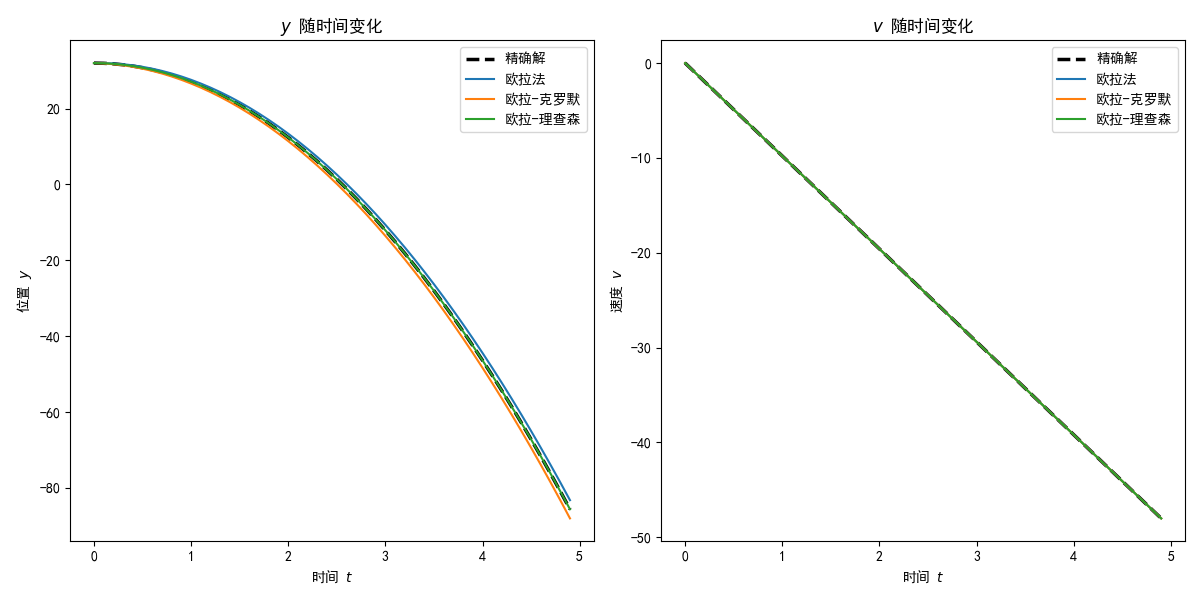 y 随时间变化
精确解
欧拉法
欧拉-克罗默
欧拉-理查森
20
0
−20
−40
−60
−80
位置 y
0 1 2 3 4 5
时间 t
v 随时间变化
精确解
欧拉法
欧拉-克罗默
欧拉-理查森
0
−10
−20
−30
−40
−50
速度 v
0 1 2 3 4 5
时间 t